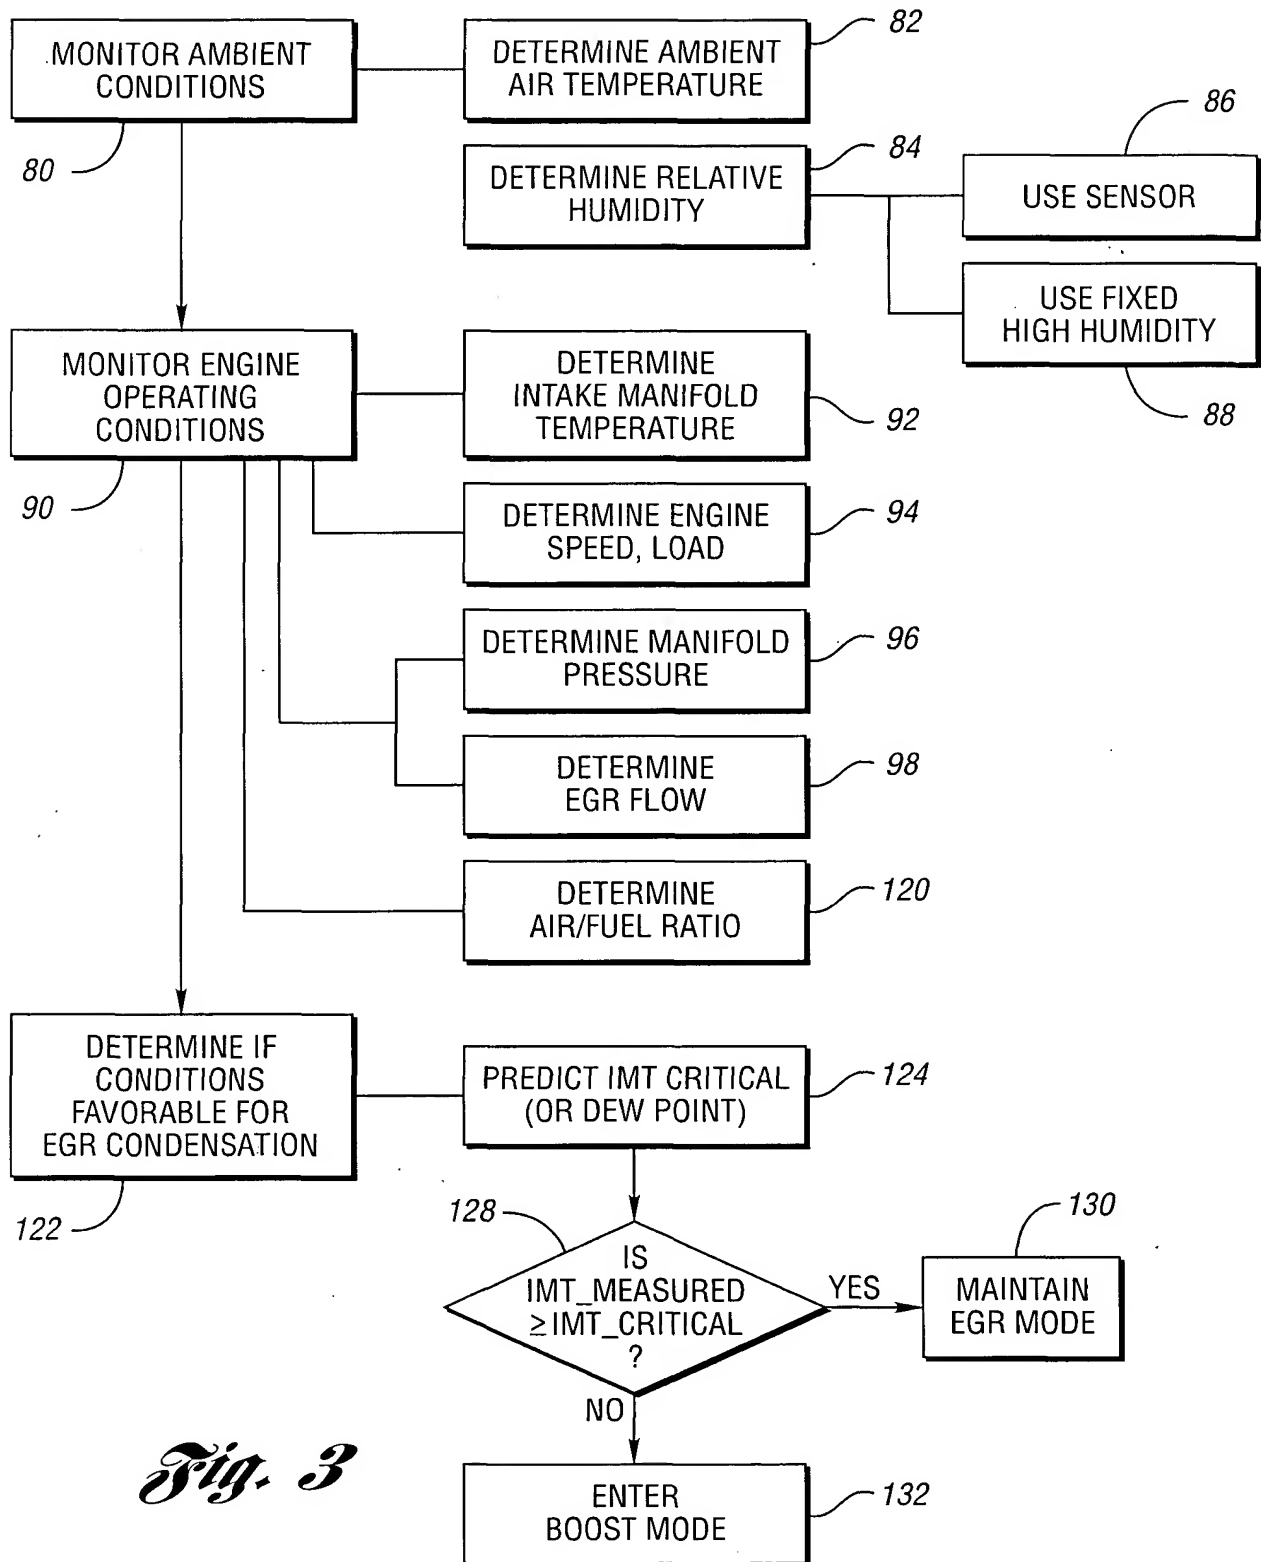 MONITOR AMBIENT
CONDITIONS
80
DETERMINE AMBIENT
AIR TEMPERATURE
82
DETERMINE RELATIVE
HUMIDITY
84
USE SENSOR
86
USE FIXED
HIGH HUMIDITY
88
MONITOR ENGINE
OPERATING
CONDITIONS
90
DETERMINE
INTAKE MANIFOLD
TEMPERATURE
92
DETERMINE ENGINE
SPEED, LOAD
94
DETERMINE MANIFOLD
PRESSURE
96
DETERMINE
EGR FLOW
98
DETERMINE
AIR/FUEL RATIO
120
DETERMINE IF
CONDITIONS
FAVORABLE FOR
EGR CONDENSATION
122
PREDICT IMT CRITICAL
(OR DEW POINT)
124
128
IS
IMT_MEASURED
≥IMT_CRITICAL
?
YES
MAINTAIN
EGR MODE
130
NO
ENTER
BOOST MODE
132
Fig. 3